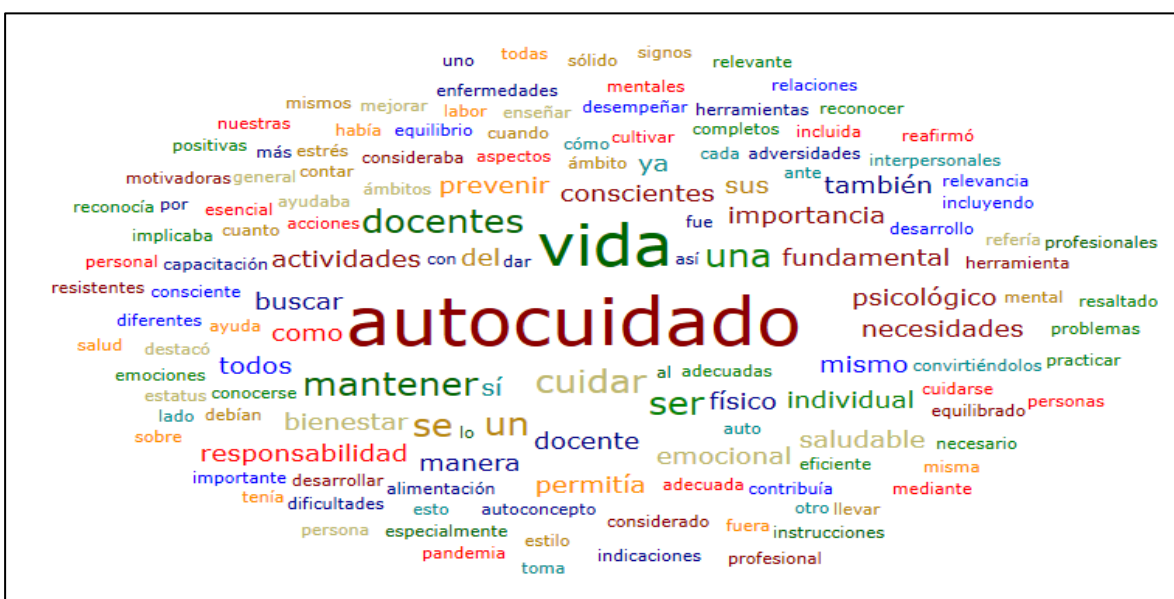 uno todas sólido signos relevante
enfermedades mentales relaciones
mismos mejorar labor enseñar desempeñar herramientas reconocer
nuestras había equilibrio cuando cómo cultivar completos incluida reafirmó
positivas más estrés consideraba aspectos ámbito ya cada adversidades interpersonales
motivadoras general contar ámbitos prevenir conscientes sus ante también relevancia
reconocía por esencial ayudaba acciones docentes vida fue importancia incluyendo
implicaba cuanto desarrollo refería profesionales
personal capacitación actividades con del dar así una fundamental herramienta
resistentes consciente buscar autocuidado psicológico mental resaltado
diferentes ayuda como necesidades problemas
salud destacó todos mantener sí cuidar al adecuadas mismo convirtiéndolos practicar
emociones estatus conocerse ser físico individual cuidarse personas
lado debían bienestar se lo un auto equilibrado
sobre responsabilidad docente emocional saludable necesario
importante desarrollar manera permitía adecuada eficiente misma
tenía dificultades alimentación contribuía mediante
esto autoconcepto considerado otro llevar
persona especialmente estilo fuera instrucciones
pandemia toma indicaciones profesional